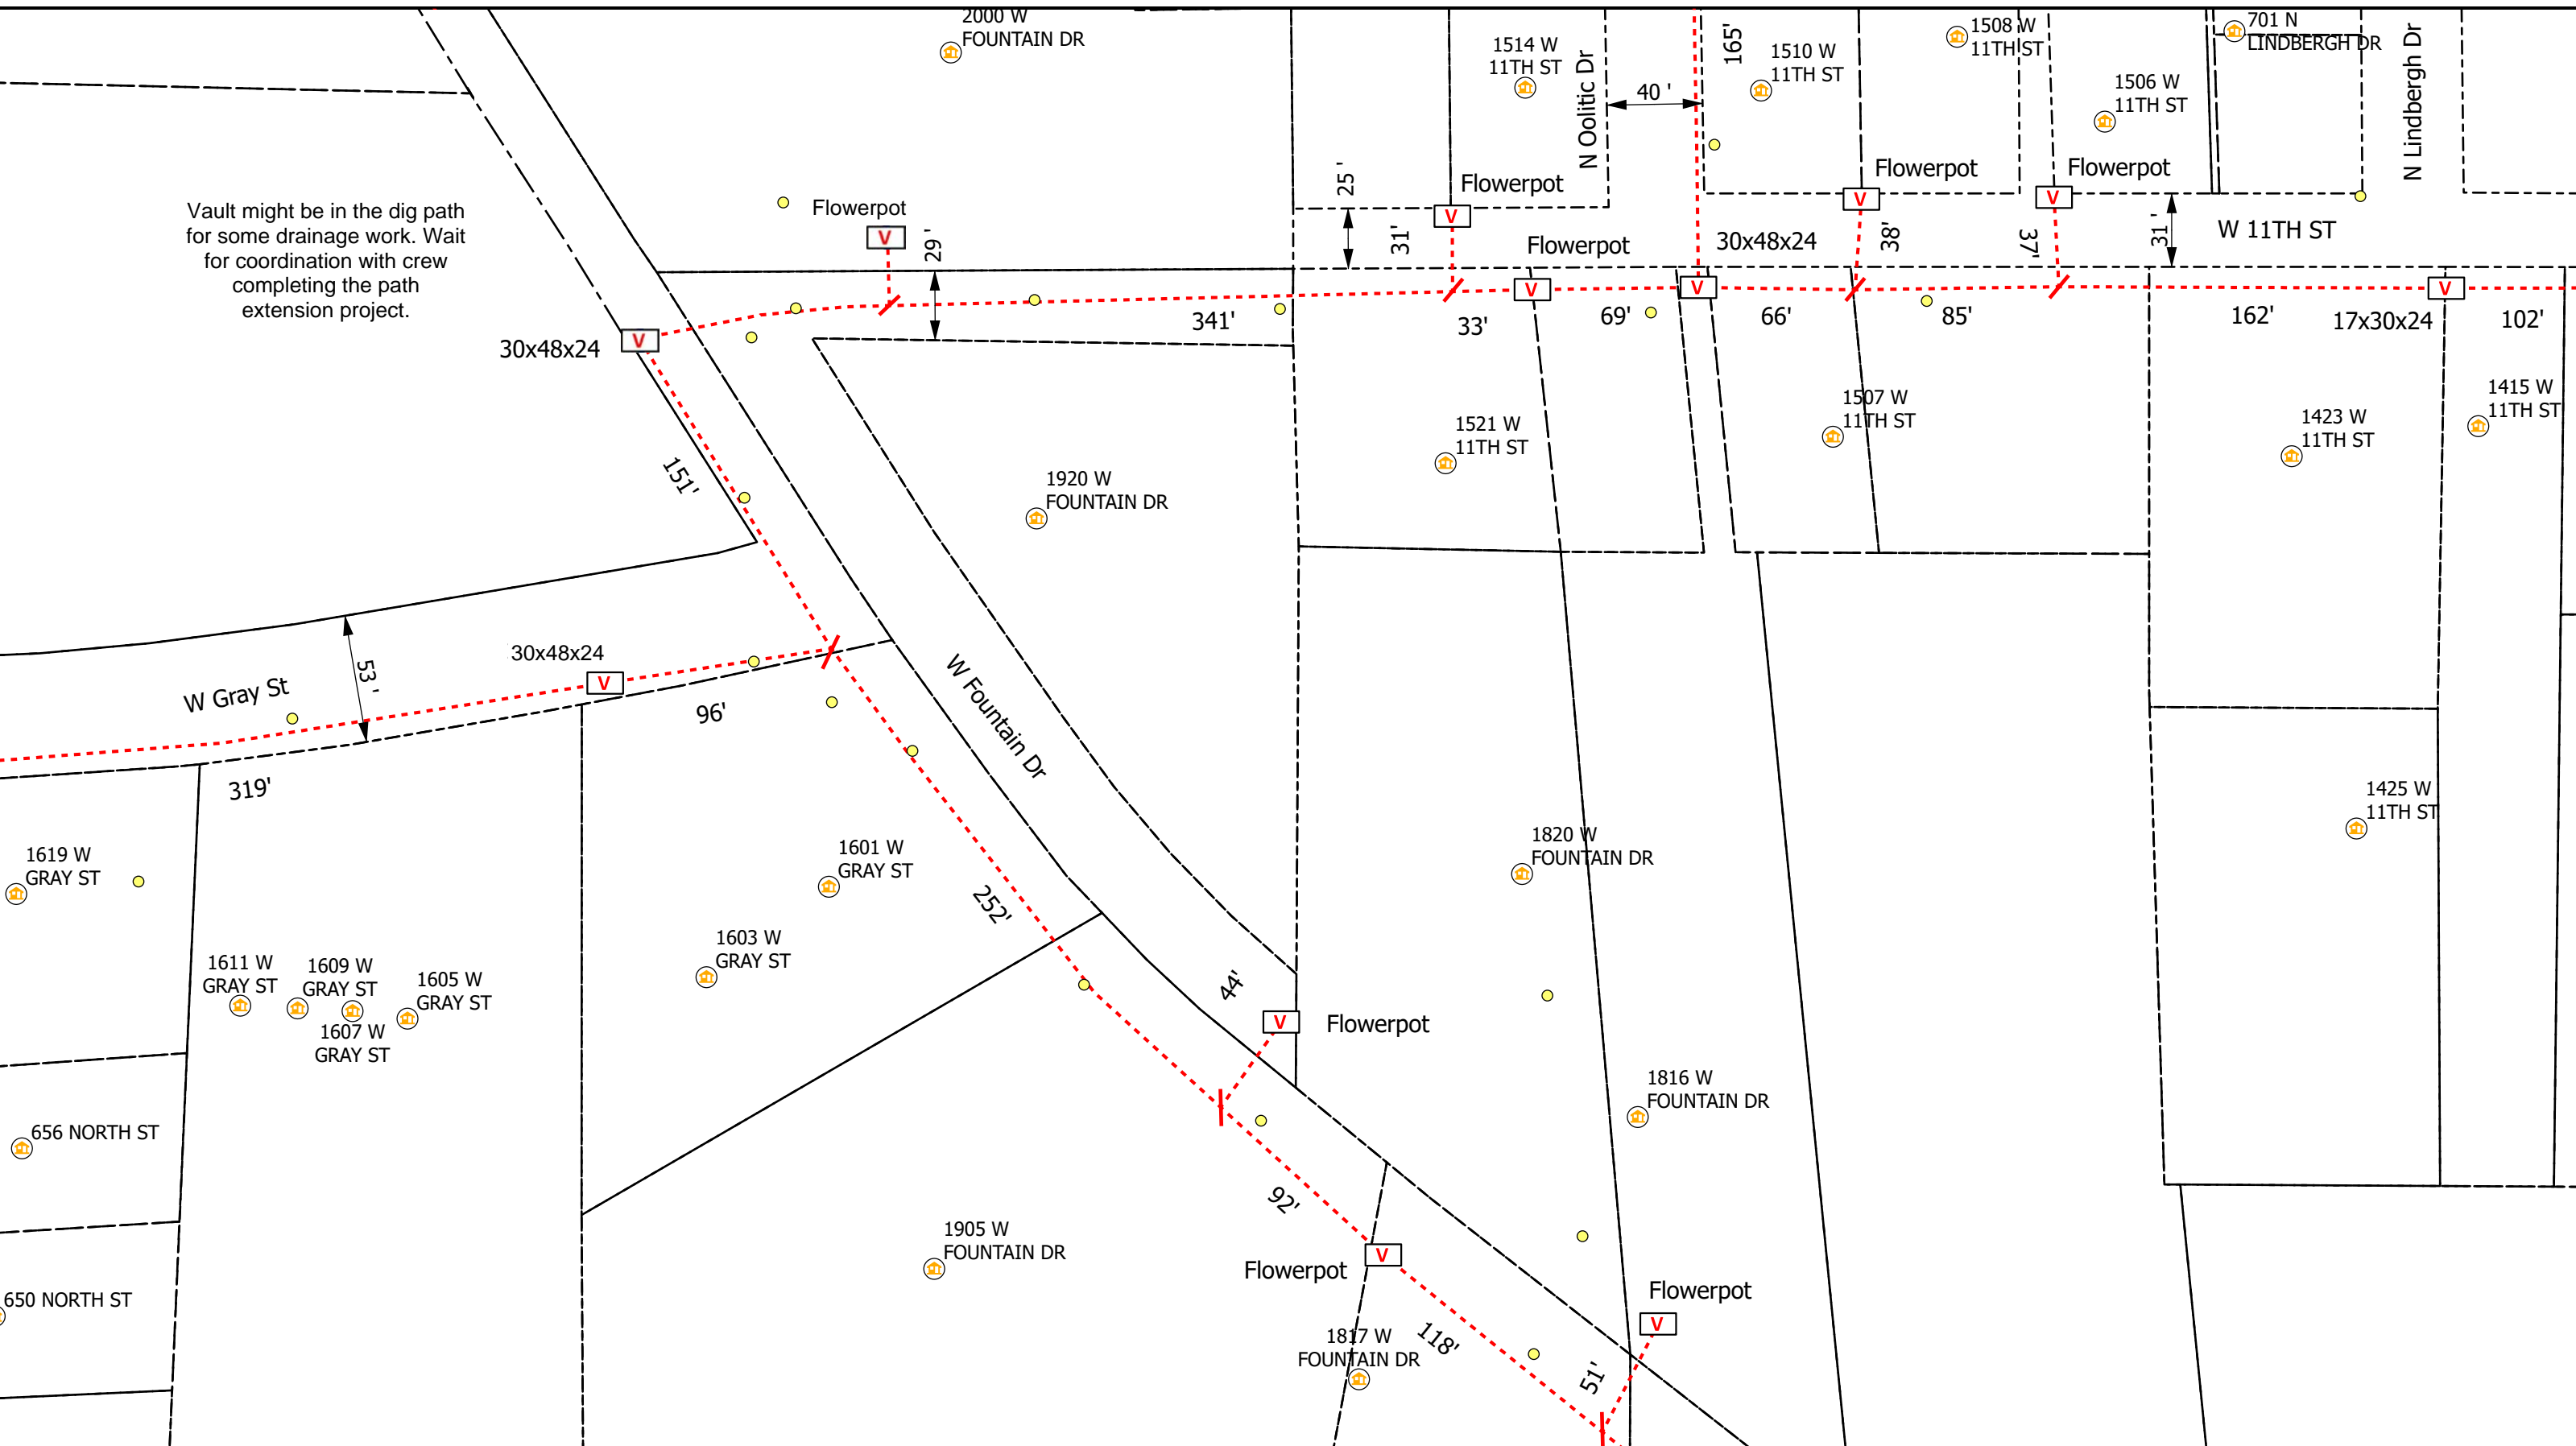 2000 W
FOUNTAIN DR
1514 W
11TH ST
N Oolitic Dr
40 '
165'
1510 W
11TH ST
1508 W
11TH ST
1506 W
11TH ST
701 N
LINDBERGH DR
N Lindbergh Dr
Vault might be in the dig path
for some drainage work. Wait
for coordination with crew
completing the path
extension project.
Flowerpot
V
29 '
25 '
Flowerpot
V
31'
Flowerpot
V
30x48x24
V
Flowerpot
V
38'
Flowerpot
V
37'
31 '
W 11TH ST
30x48x24
V
341'
33'
69'
66'
85'
162'
17x30x24
V
102'
151'
1920 W
FOUNTAIN DR
1521 W
11TH ST
1507 W
11TH ST
1423 W
11TH ST
1415 W
11TH ST
W Gray St
53 '
30x48x24
V
96'
319'
W Fountain Dr
1425 W
11TH ST
1619 W
GRAY ST
1601 W
GRAY ST
252'
1820 W
FOUNTAIN DR
1611 W
GRAY ST
1609 W
GRAY ST
1607 W
GRAY ST
1605 W
GRAY ST
1603 W
GRAY ST
44'
V
Flowerpot
1816 W
FOUNTAIN DR
656 NORTH ST
92'
1905 W
FOUNTAIN DR
Flowerpot
V
650 NORTH ST
Flowerpot
V
1817 W
FOUNTAIN DR
118'
51'